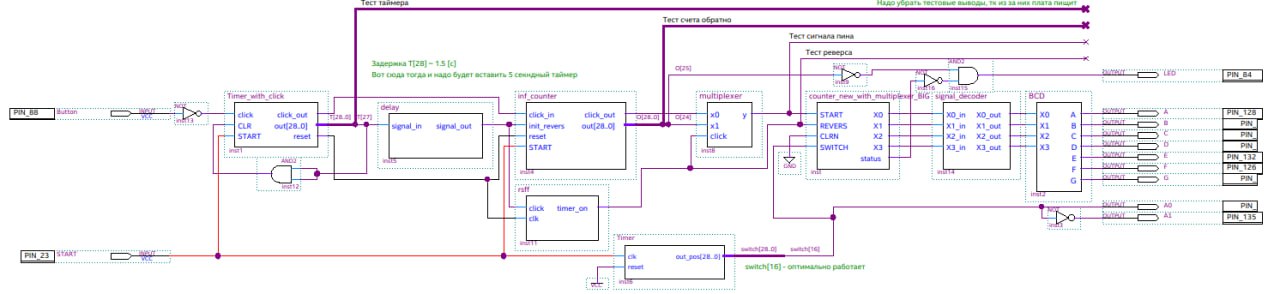 Тест таймера
Надо убрать тестовые выводы, тк из за них плата пищит
Тест счета обратно
Тест сигнала пина
Тест реверса
Задержка T[28] ~ 1.5 [с]
Вот сюда тогда и надо будет вставить 5 секндный таймер
PIN_88 Button INPUT VCC NOT inst13
Timer_with_click
click click_out
CLR out[28..0]
START reset
inst1
T[28..0] T[27]
AND2
inst12
delay
signal_in signal_out
inst5
inf_counter
click_in click_out
init_revers out[28..0]
reset
START
inst4
O[28..0] O[24]
O[25]
rsff
click timer_on
clk
inst11
multiplexer
x0 y
x1
click
inst8
GND
counter_new_with_multiplexer_BIG
START X0
REVERS X1
CLRN X2
SWITCH X3
status
inst
NOT
NOT
inst16
AND2
inst15
signal_decoder
X0_in X0_out
X1_in X1_out
X2_in X2_out
X3_in X3_out
inst14
BCD
X0 A
X1 B
X2 C
X3 D
E
F
G
inst2
OUTPUT LED PIN_84
OUTPUT A PIN_128
OUTPUT B PIN_
OUTPUT C PIN_
OUTPUT D PIN_
OUTPUT E PIN_132
OUTPUT F PIN_126
OUTPUT G PIN_
OUTPUT A0 PIN_
NOT
OUTPUT A1 PIN_135
PIN_23 START INPUT VCC
Timer
clk out_pos[28..0]
reset
inst6
VCC
switch[28..0] switch[16]
switch[16] - оптимально работает